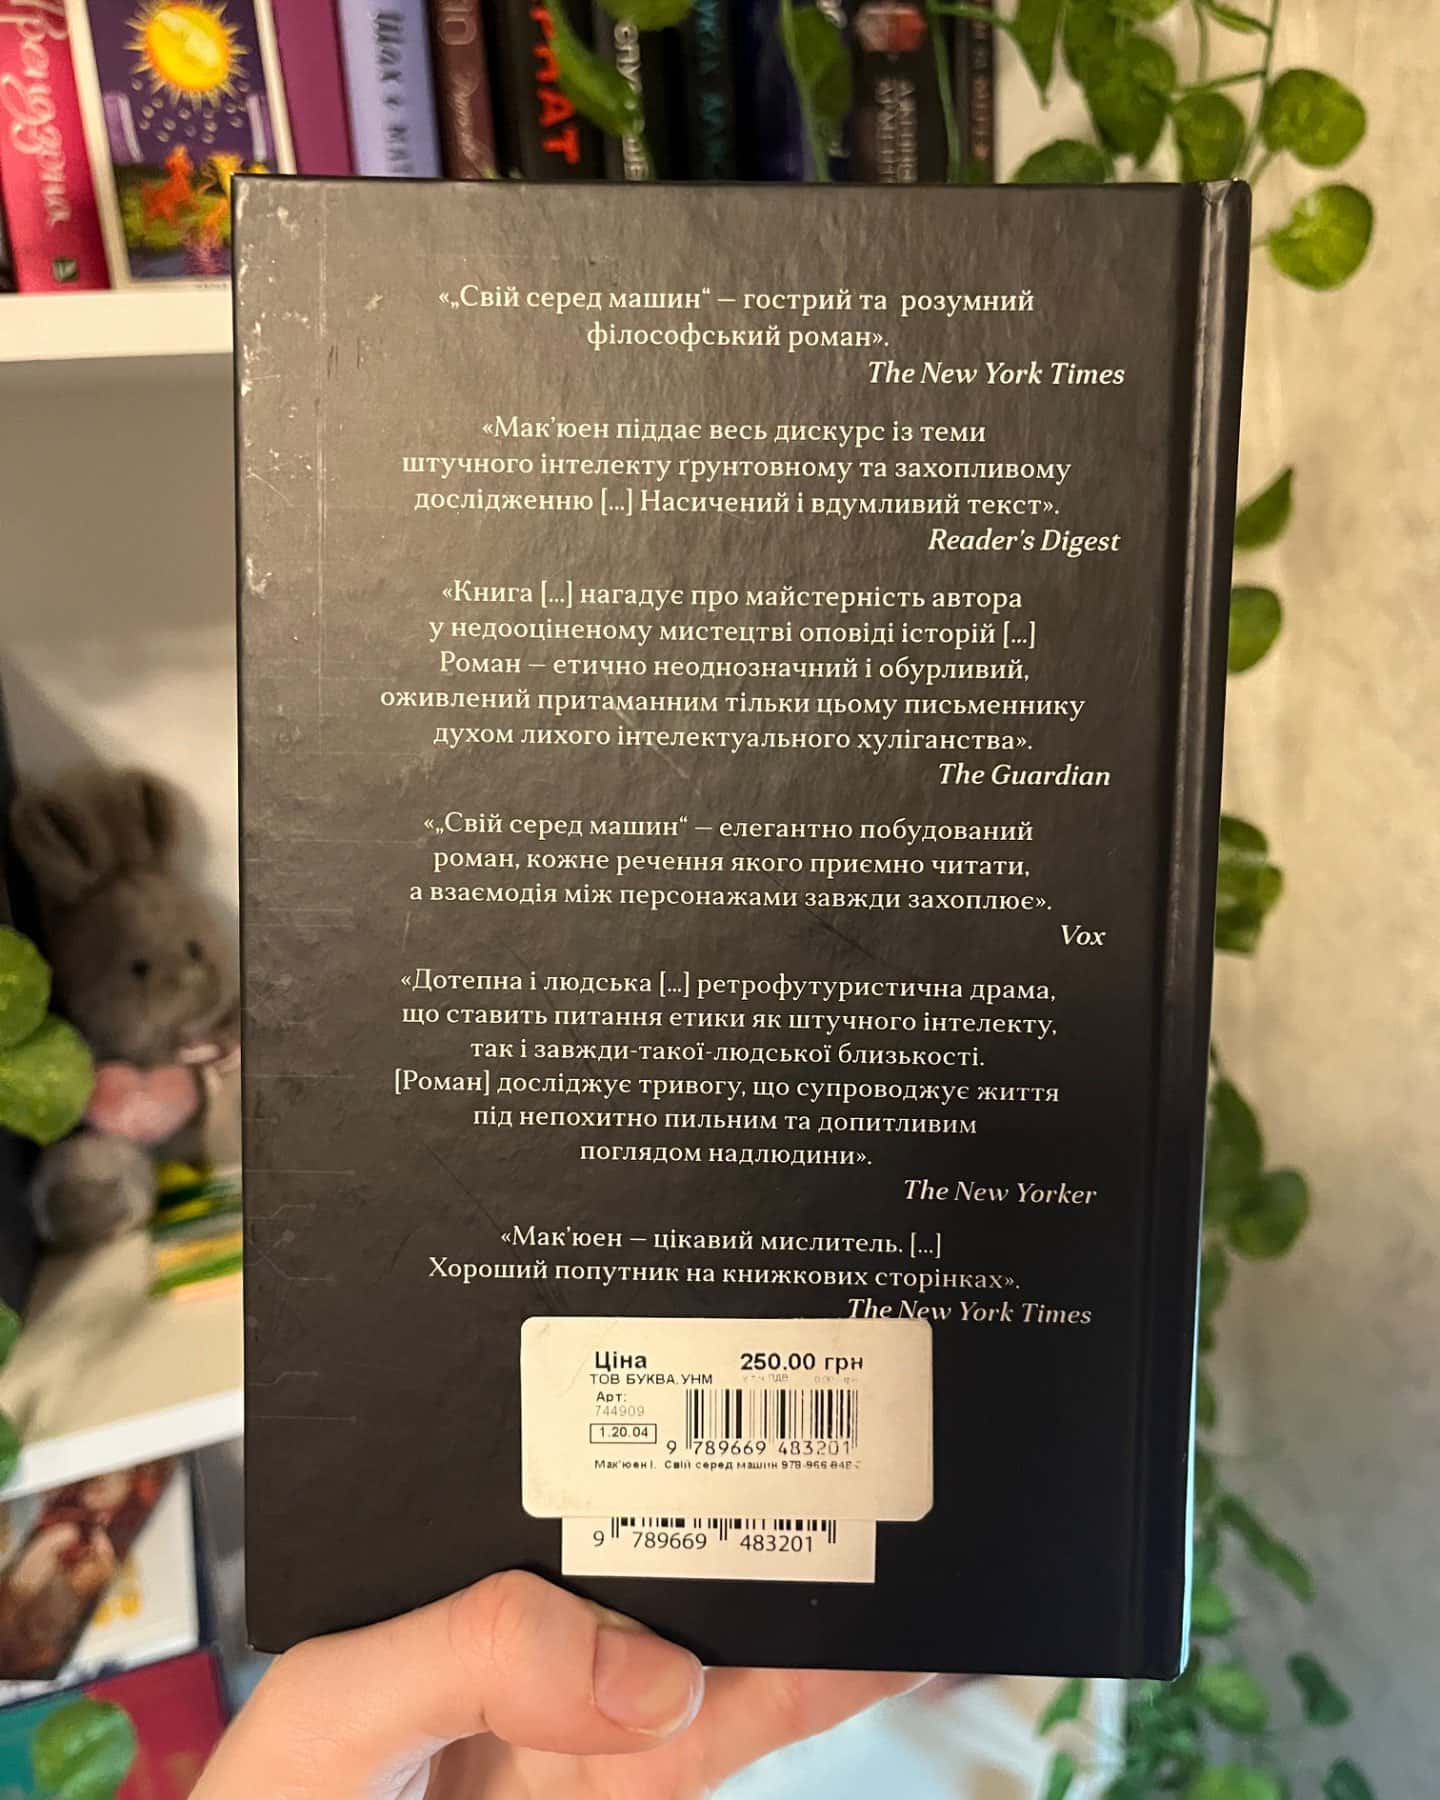 «„Свій серед машин“ — гострий та розумний
філософський роман».
The New York Times
«Мак’юен піддає весь дискурс із теми
штучного інтелекту ґрунтовному та захопливому
дослідженню [...] Насичений і вдумливий текст».
Reader’s Digest
«Книга [...] нагадує про майстерність автора
у недооціненому мистецтві оповіді історій [...]
Роман — етично неоднозначний і обурливий,
оживлений притаманним тільки цьому письменнику
духом лихого інтелектуального хуліганства».
The Guardian
«„Свій серед машин“ — елегантно побудований
роман, кожне речення якого приємно читати,
а взаємодія між персонажами завжди захоплює».
Vox
«Дотепна і людська [...] ретрофутуристична драма,
що ставить питання етики як штучного інтелекту,
так і завжди-такої-людської близькості.
[Роман] досліджує тривогу, що супроводжує життя
під непохитно пильним та допитливим
поглядом надлюдини».
The New Yorker
«Мак’юен — цікавий мислитель. [...]
Хороший попутник на книжкових сторінках».
The New York Times
Ціна 250.00 грн
ТОВ БУКВА.УНМ
Арт:
744909
1.20.04
9 789669 483201
Мак'юен І. Свій серед машин
9 789669 483201